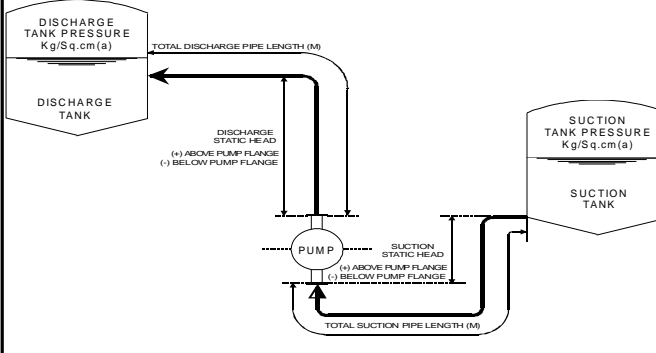 DISCHARGE
TANK PRESSURE
Kg/Sq.cm(a)
TOTAL DISCHARGE PIPE LENGTH (M)
DISCHARGE
TANK
DISCHARGE
STATIC HEAD
(+) ABOVE PUMP FLANGE
(-) BELOW PUMP FLANGE
SUCTION
TANK PRESSURE
Kg/Sq.cm(a)
SUCTION
TANK
PUMP
SUCTION
STATIC HEAD
(+) ABOVE PUMP FLANGE
(-) BELOW PUMP FLANGE
TOTAL SUCTION PIPE LENGTH (M)